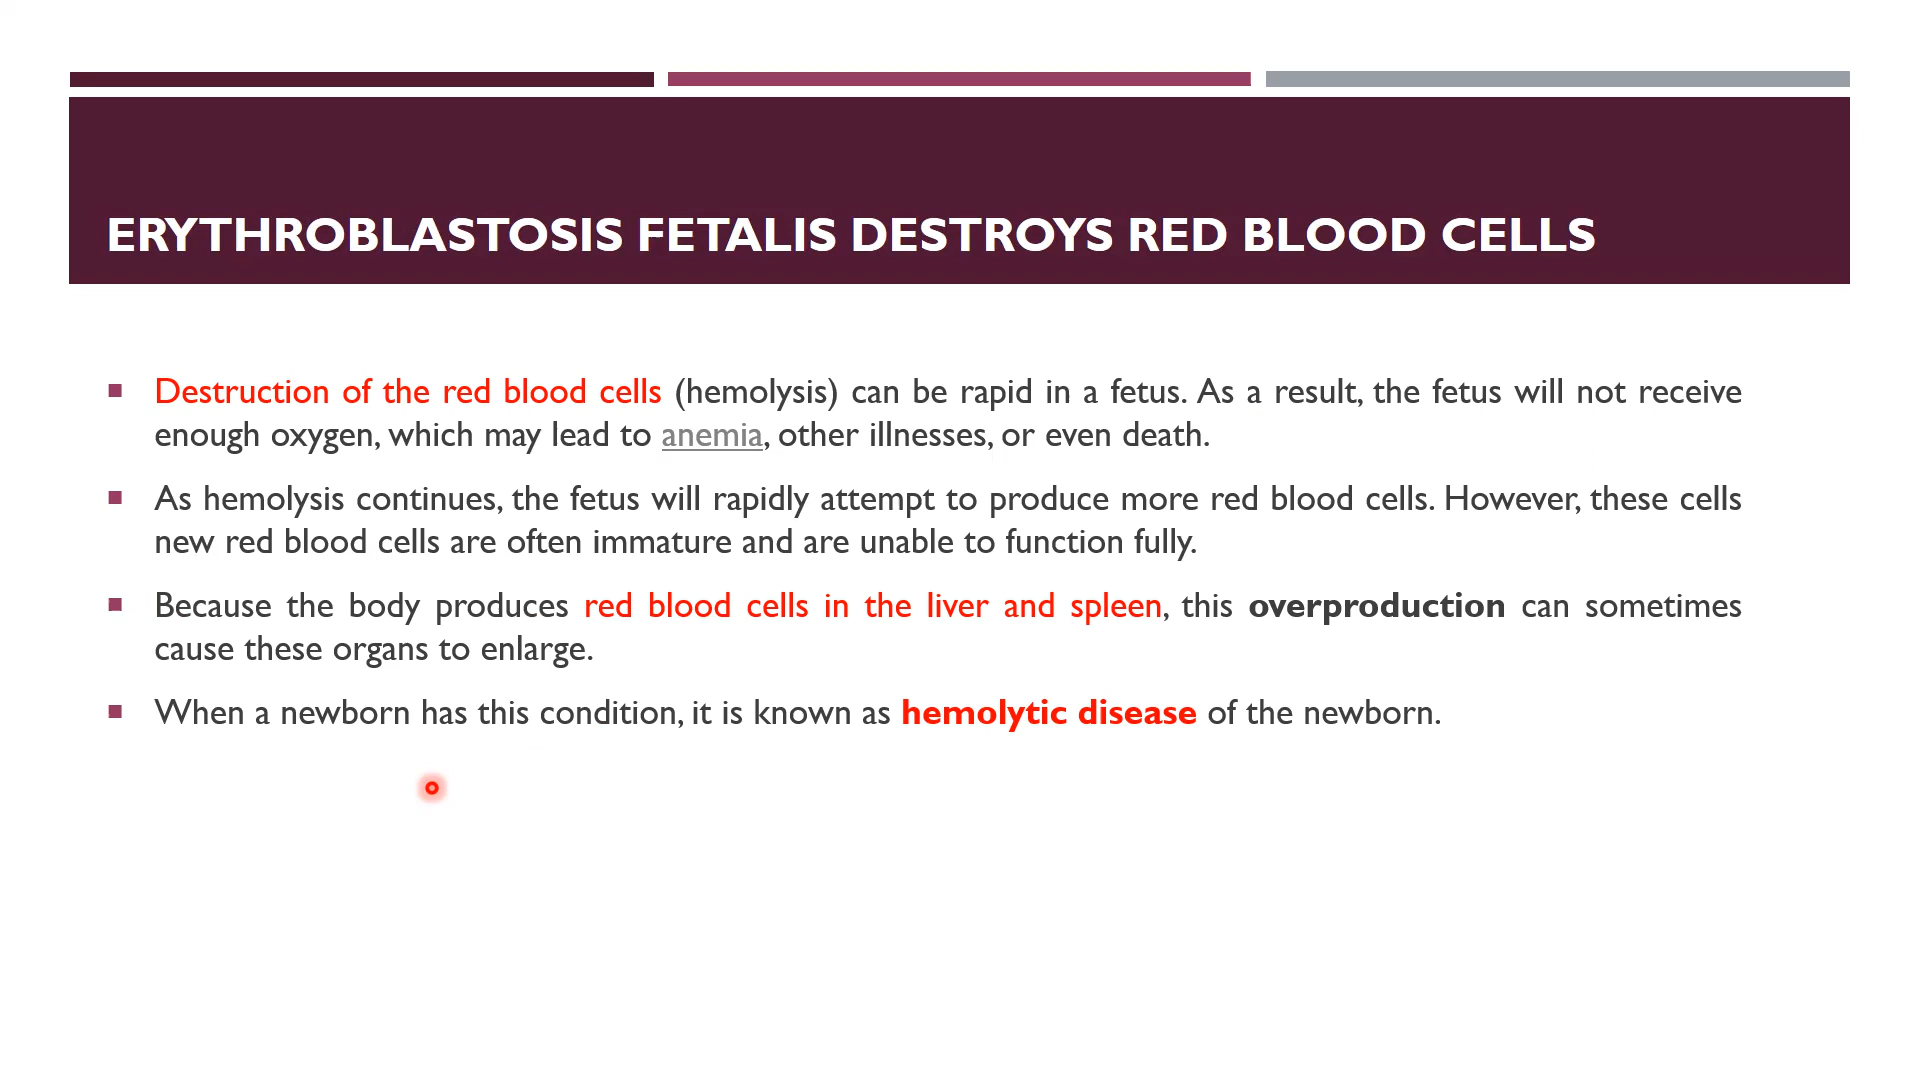 ERYTHROBLASTOSIS FETALIS DESTROYS RED BLOOD CELLS
Destruction of the red blood cells (hemolysis) can be rapid in a fetus. As a result, the fetus will not receive
enough oxygen, which may lead to anemia, other illnesses, or even death.
As hemolysis continues, the fetus will rapidly attempt to produce more red blood cells. However, these cells
new red blood cells are often immature and are unable to function fully.
Because the body produces red blood cells in the liver and spleen, this overproduction can sometimes
cause these organs to enlarge.
When a newborn has this condition, it is known as hemolytic disease of the newborn.